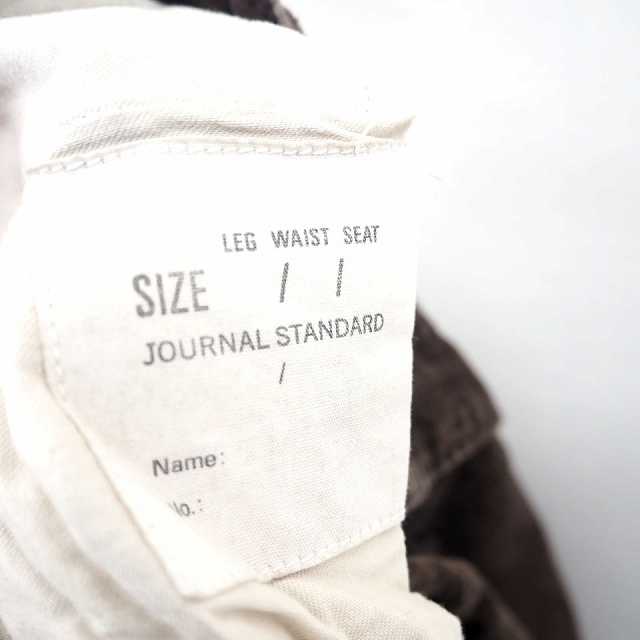 LEG WAIST SEAT
SIZE / /
JOURNAL STANDARD
/
Name:
No.: